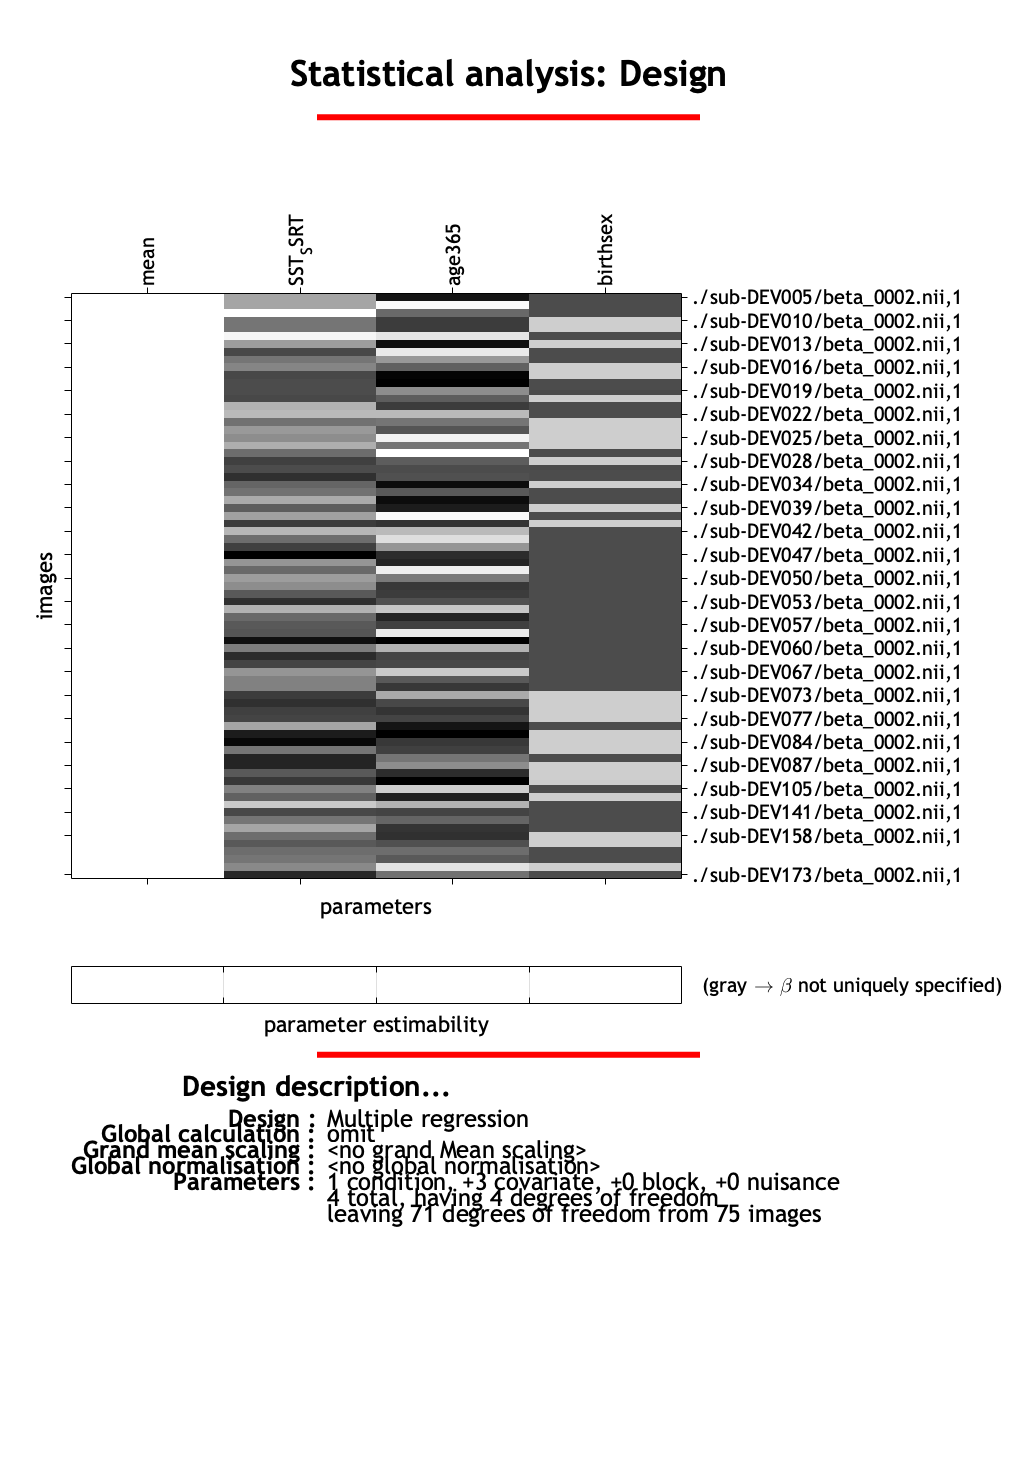 Statistical analysis: Design
mean
SST_SSRT
age365
birthsex
images
./sub-DEV005/beta_0002.nii,1
./sub-DEV010/beta_0002.nii,1
./sub-DEV013/beta_0002.nii,1
./sub-DEV016/beta_0002.nii,1
./sub-DEV019/beta_0002.nii,1
./sub-DEV022/beta_0002.nii,1
./sub-DEV025/beta_0002.nii,1
./sub-DEV028/beta_0002.nii,1
./sub-DEV034/beta_0002.nii,1
./sub-DEV039/beta_0002.nii,1
./sub-DEV042/beta_0002.nii,1
./sub-DEV047/beta_0002.nii,1
./sub-DEV050/beta_0002.nii,1
./sub-DEV053/beta_0002.nii,1
./sub-DEV057/beta_0002.nii,1
./sub-DEV060/beta_0002.nii,1
./sub-DEV067/beta_0002.nii,1
./sub-DEV073/beta_0002.nii,1
./sub-DEV077/beta_0002.nii,1
./sub-DEV084/beta_0002.nii,1
./sub-DEV087/beta_0002.nii,1
./sub-DEV105/beta_0002.nii,1
./sub-DEV141/beta_0002.nii,1
./sub-DEV158/beta_0002.nii,1
./sub-DEV173/beta_0002.nii,1
parameters
(gray → β not uniquely specified)
parameter estimability
Design description...
Design : Multiple regression
Global calculation : omit
Grand mean scaling : <no grand Mean scaling>
Global normalisation : <no global normalisation>
Parameters : 1 condition, +3 covariate, +0 block, +0 nuisance
4 total, having 4 degrees of freedom
leaving 71 degrees of freedom from 75 images